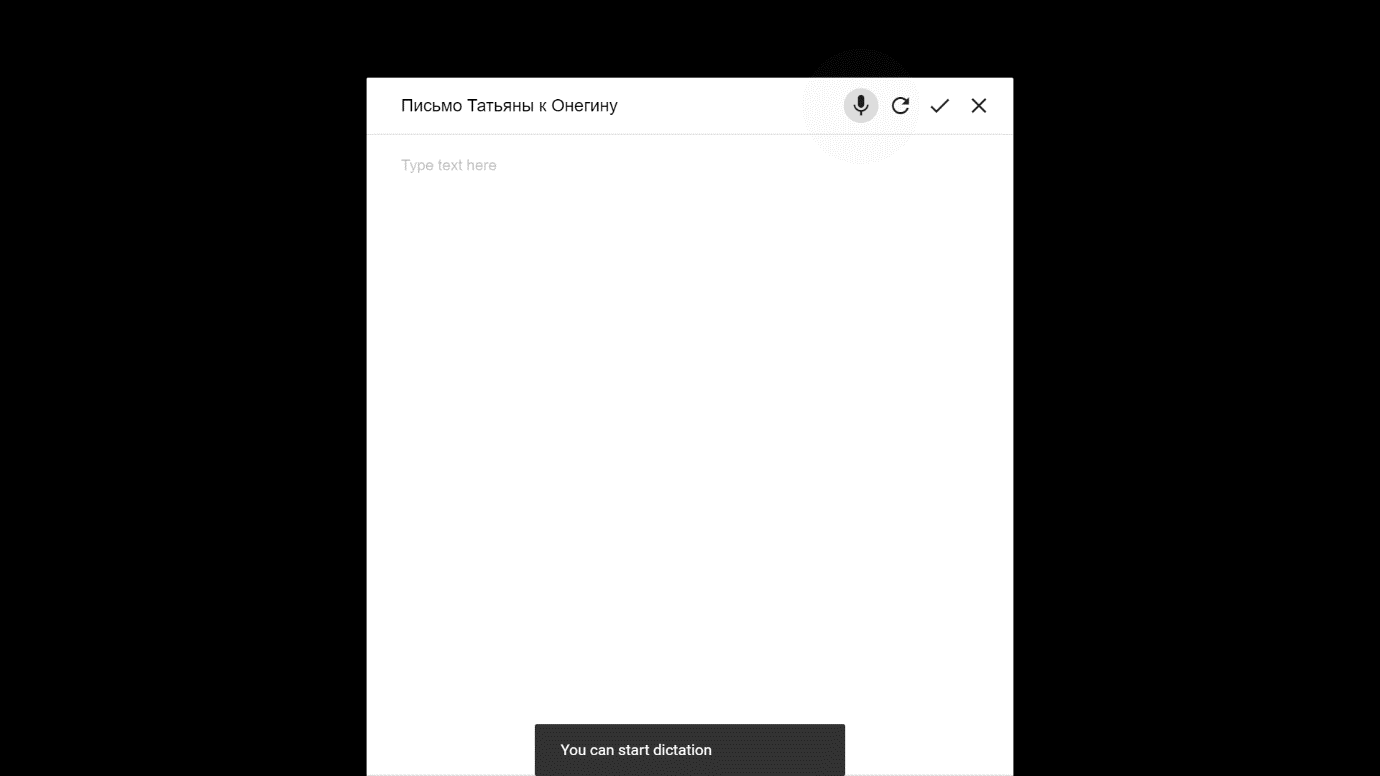 Письмо Татьяны к Онегину
Type text here
You can start dictation